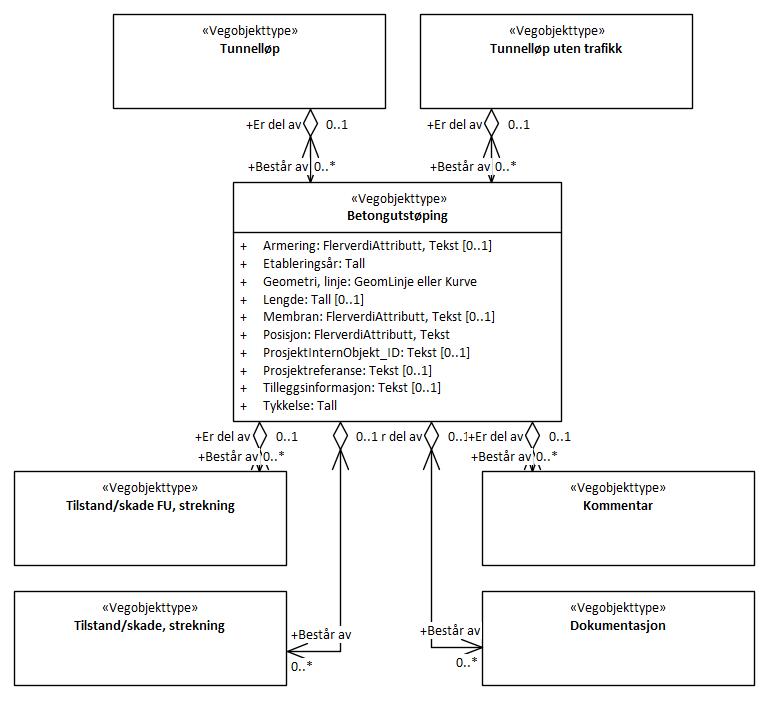 «Vegobjekttype»
Tunnelløp
«Vegobjekttype»
Tunnelløp uten trafikk
+Er del av 0..1
+Er del av 0..1
+Består av 0..*
+Består av 0..*
«Vegobjekttype»
Betongutstøping
+ Armering: FlerverdiAttributt, Tekst [0..1]
+ Etableringsår: Tall
+ Geometri, linje: GeomLinje eller Kurve
+ Lengde: Tall [0..1]
+ Membran: FlerverdiAttributt, Tekst [0..1]
+ Posisjon: FlerverdiAttributt, Tekst
+ ProsjektInternObjekt_ID: Tekst [0..1]
+ Prosjektreferanse: Tekst [0..1]
+ Tilleggsinformasjon: Tekst [0..1]
+ Tykkelse: Tall
+Er del av 0..1
0..1
r del av 0..1
+Er del av 0..1
+Består av 0..*
+Består av 0..*
«Vegobjekttype»
Tilstand/skade FU, strekning
«Vegobjekttype»
Kommentar
«Vegobjekttype»
Tilstand/skade, strekning
«Vegobjekttype»
Dokumentasjon
+Består av
0..*
+Består av
0..*